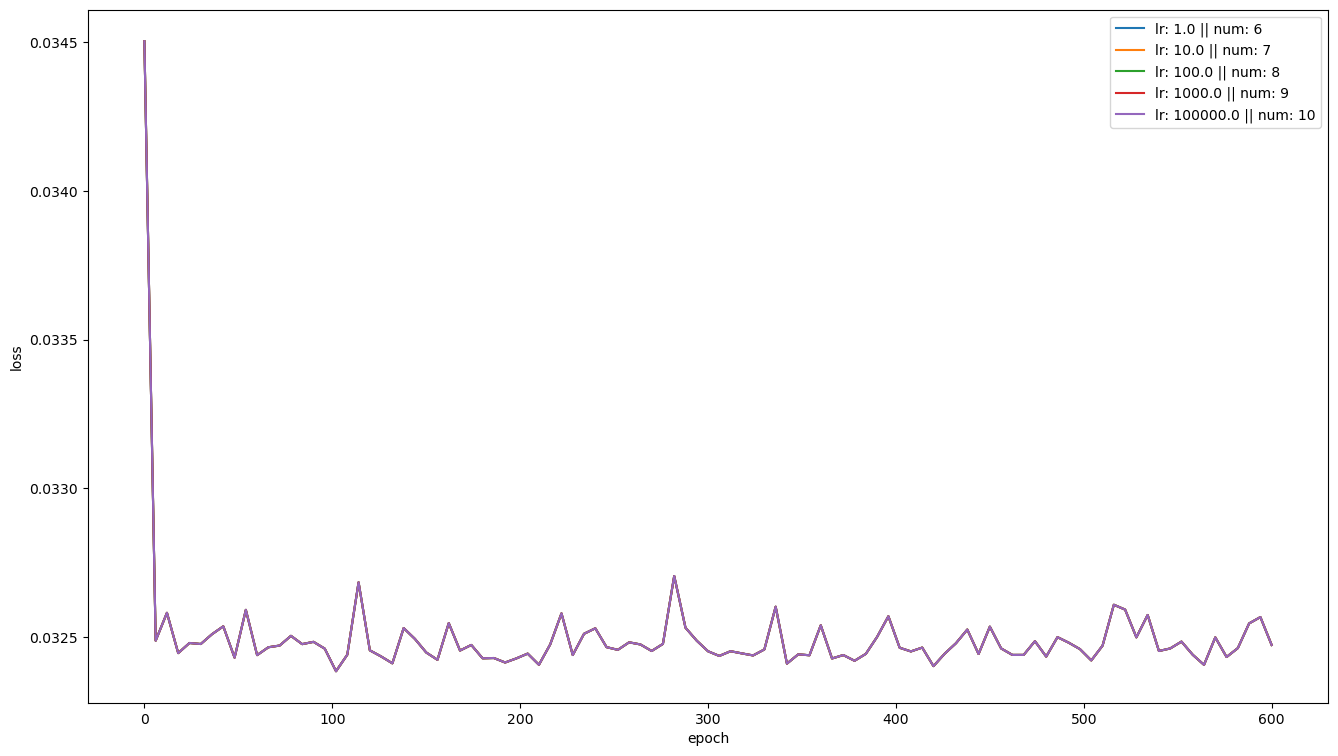 lr: 1.0 || num: 6
lr: 10.0 || num: 7
lr: 100.0 || num: 8
lr: 1000.0 || num: 9
lr: 100000.0 || num: 10
0.0345
0.0340
0.0335
0.0330
0.0325
loss
0 100 200 300 400 500 600
epoch